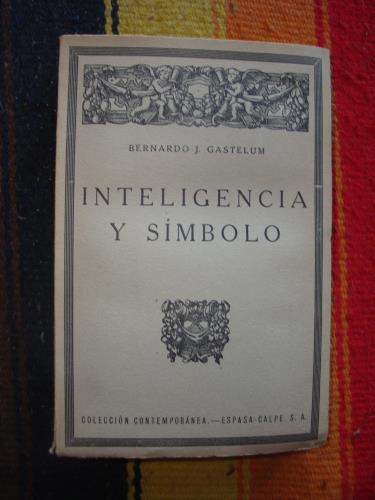 BERNARDO J. GASTELUM
INTELIGENCIA
Y SÍMBOLO
COLECCIÓN CONTEMPORÁNEA.—ESPASA-CALPE S. A.